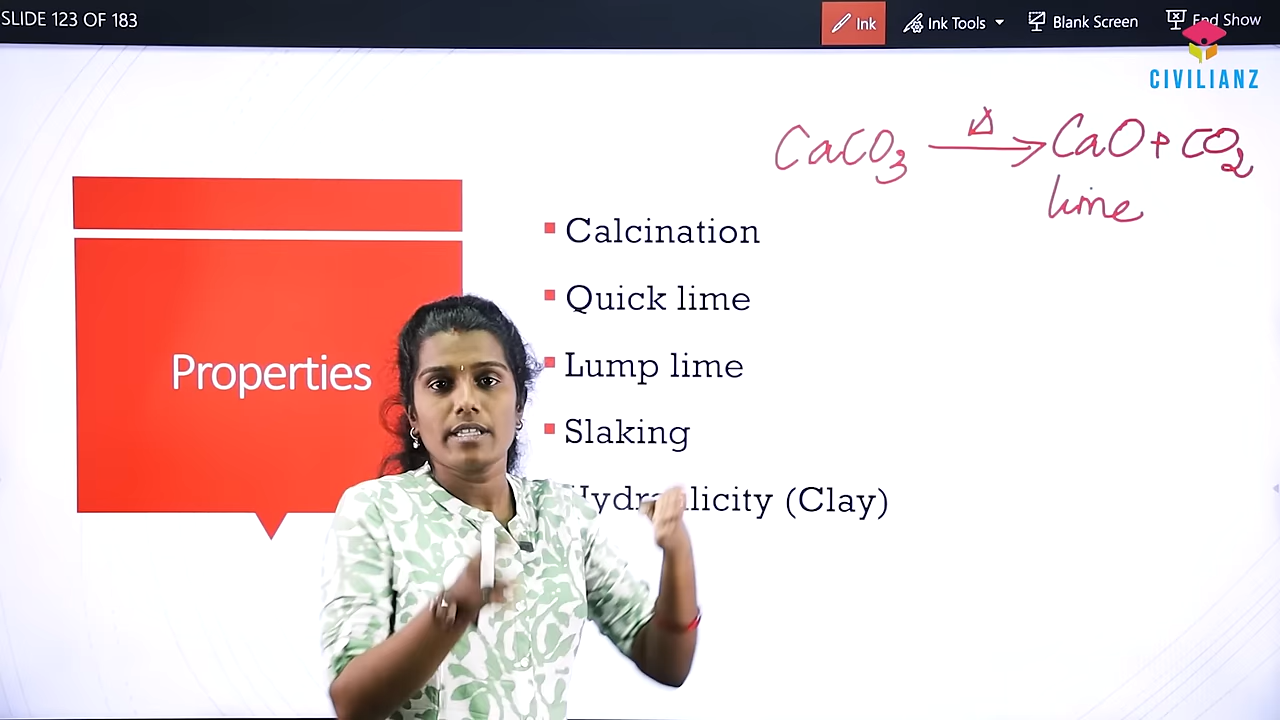 SLIDE 123 OF 183
Ink
Ink Tools
Blank Screen
End Show
CIVILIANZ
CaCO₃ —Δ→ CaO + CO₂
lime
Calcination
Quick lime
Properties
Lump lime
Slaking
Hydraulicity (Clay)